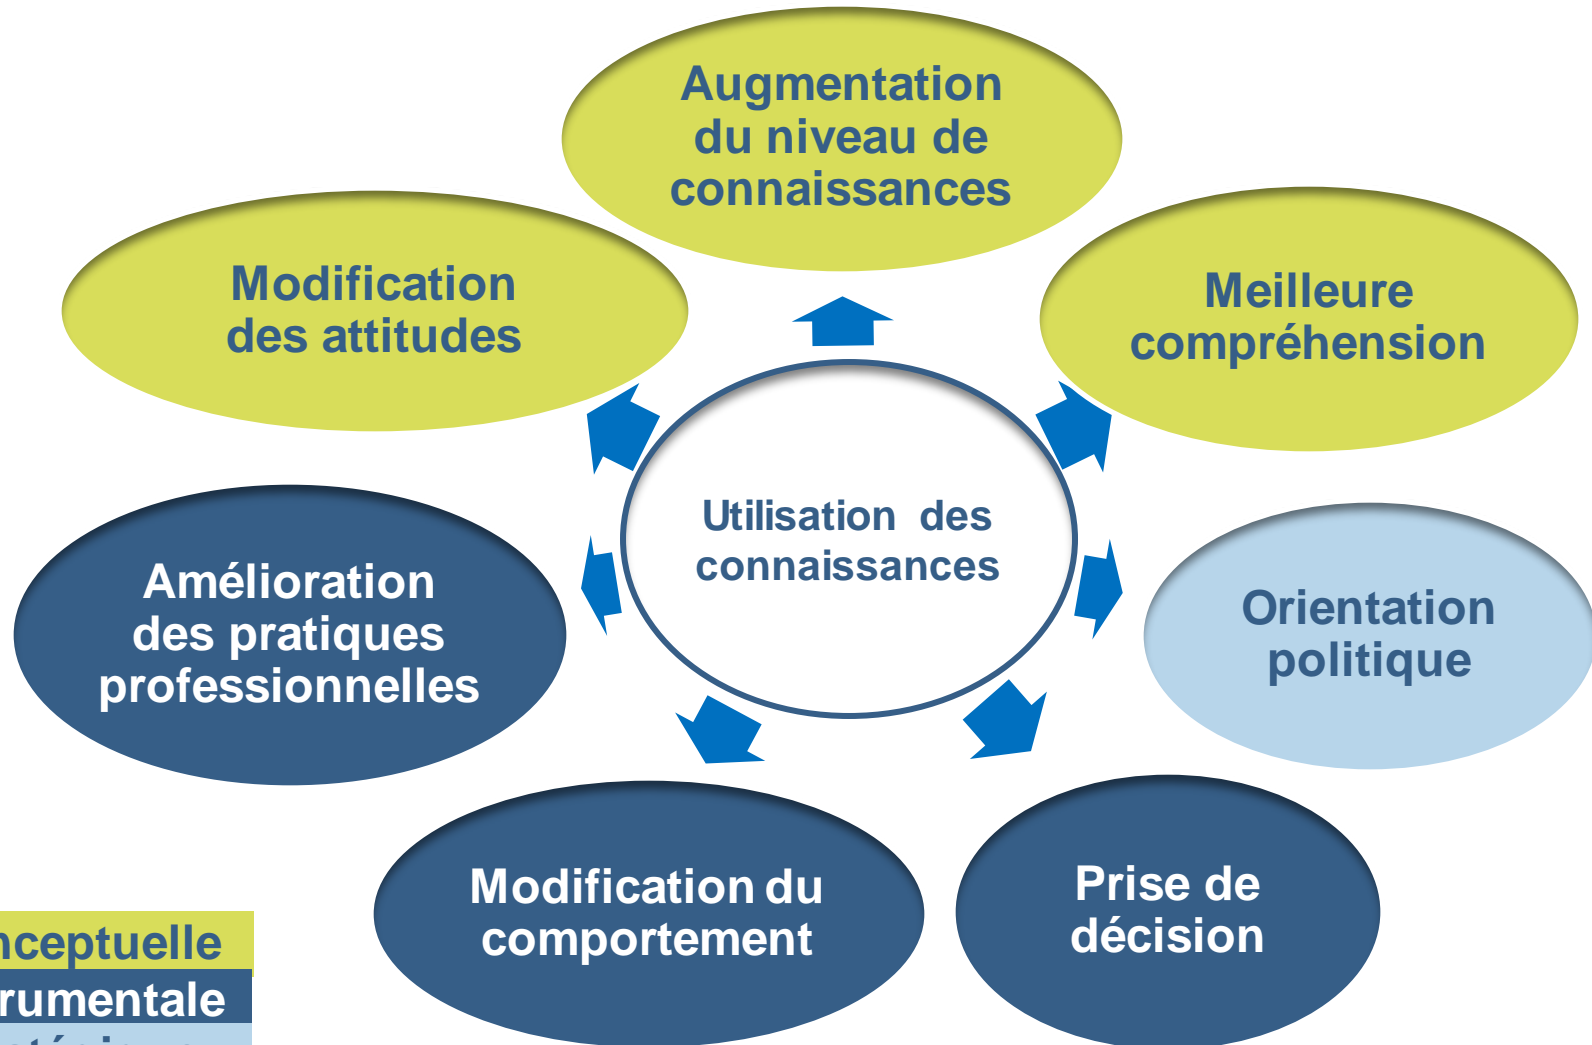 Augmentation
du niveau de
connaissances
Modification
des attitudes
Meilleure
compréhension
Utilisation des
connaissances
Amélioration
des pratiques
professionnelles
Orientation
politique
Modification du
comportement
Prise de
décision
nceptuelle
rumentale